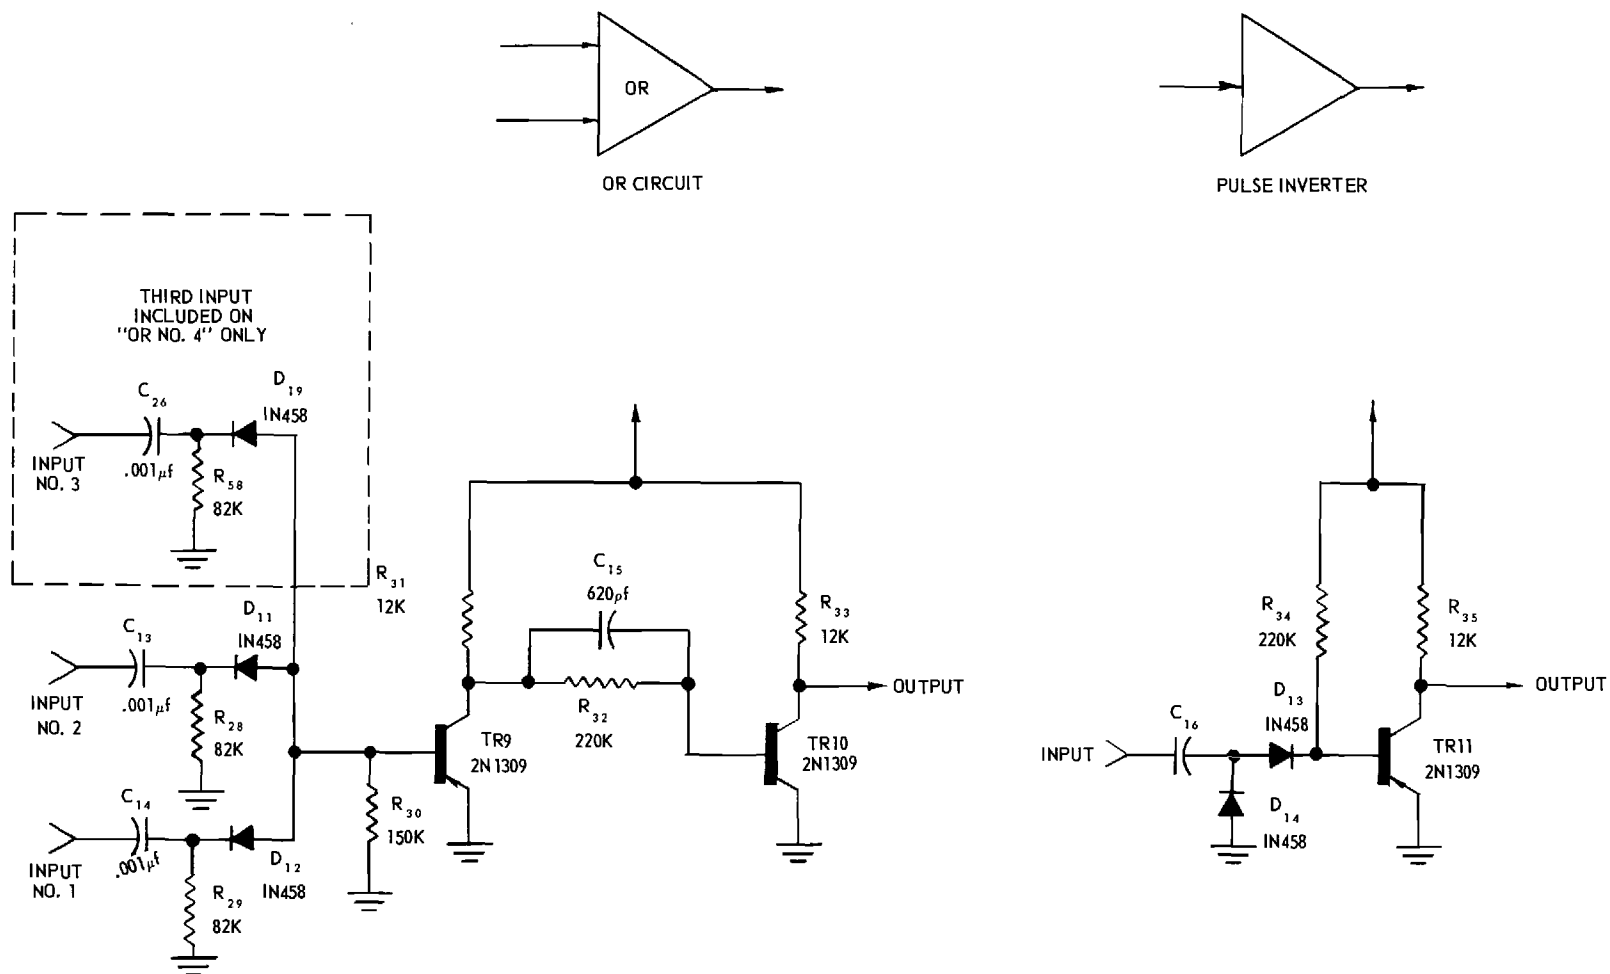 OR
OR CIRCUIT
PULSE INVERTER
THIRD INPUT
INCLUDED ON
"OR NO. 4" ONLY
C26
.001μf
D19
IN458
INPUT
NO. 3
R58
82K
R31
12K
C13
.001μf
D11
IN458
INPUT
NO. 2
R28
82K
C14
.001μf
D12
IN458
INPUT
NO. 1
R29
82K
R30
150K
TR9
2N1309
C15
620pf
R32
220K
R33
12K
OUTPUT
TR10
2N1309
R34
220K
R35
12K
D13
IN458
OUTPUT
INPUT
C16
D14
IN458
TR11
2N1309